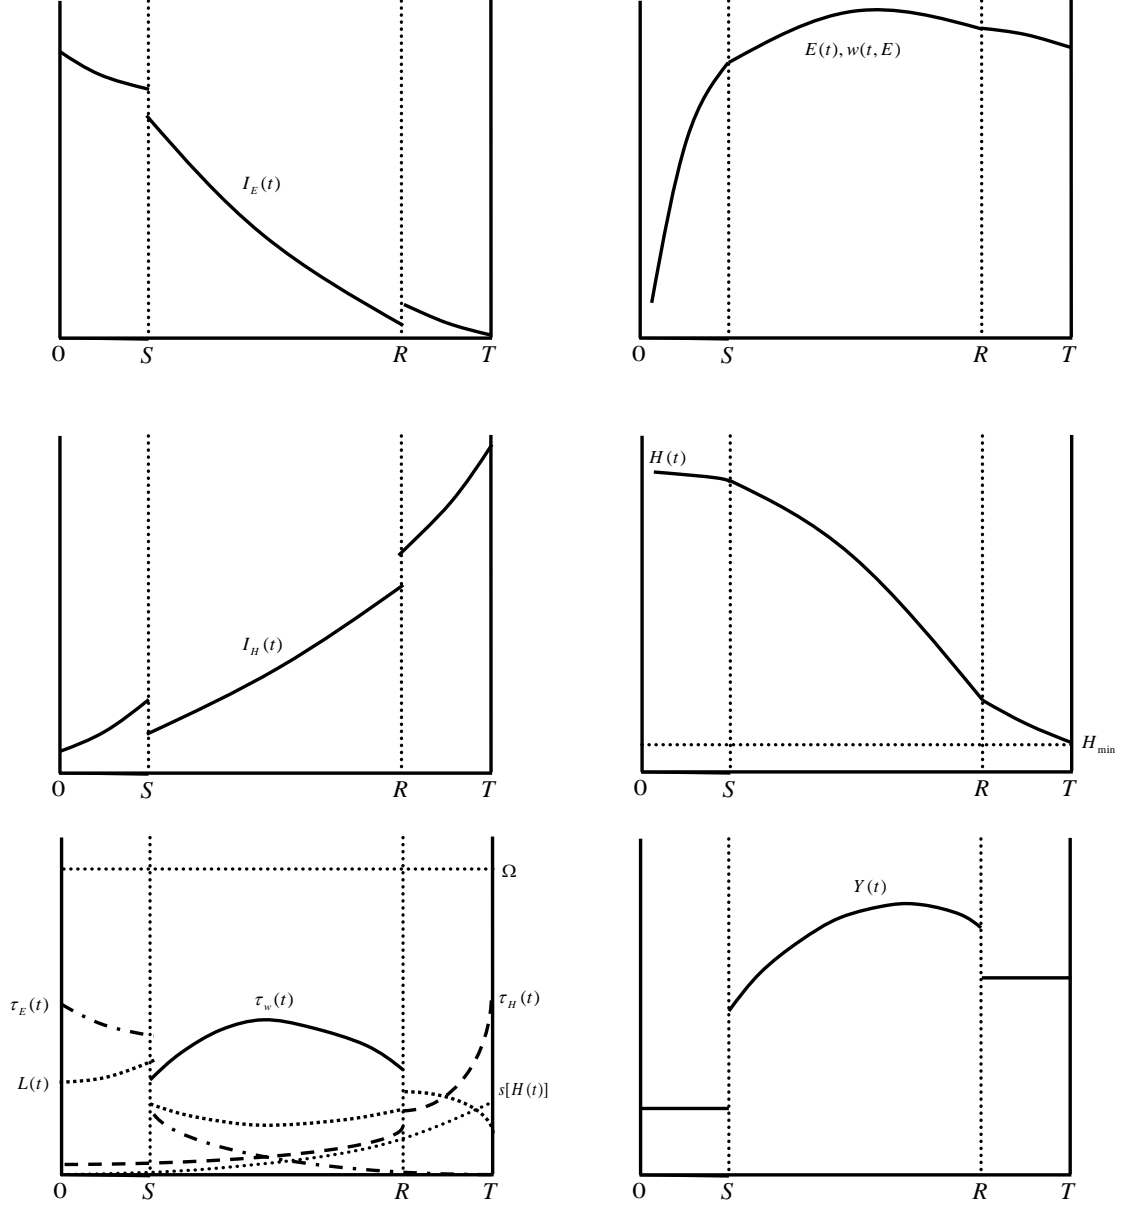 E(t), w(t, E)
I_E(t)
0 S R T
0 S R T
H(t)
I_H(t)
H_min
0 S R T
0 S R T
Ω
Y(t)
τ_E(t)
τ_w(t)
τ_H(t)
L(t)
s[H(t)]
0 S R T
0 S R T